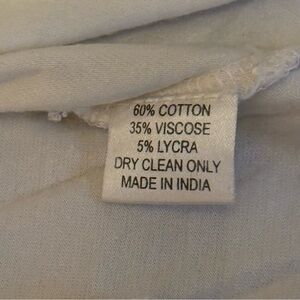 60% COTTON
35% VISCOSE
5% LYCRA
DRY CLEAN ONLY
MADE IN INDIA